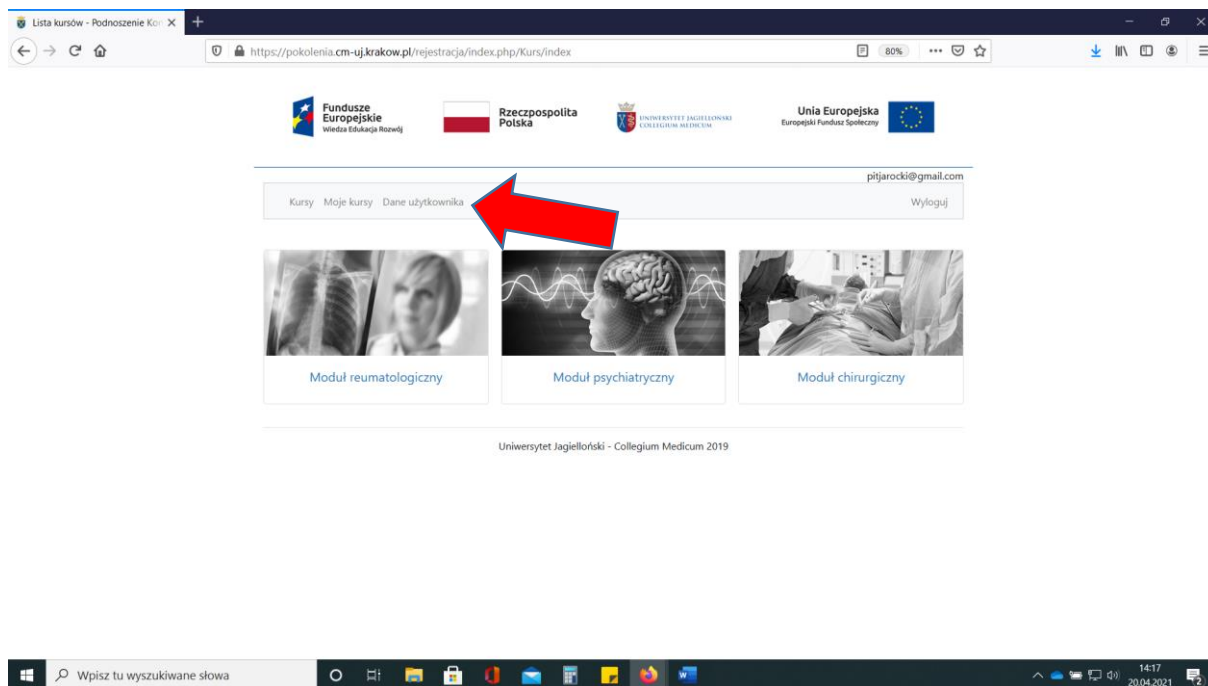 Lista kursów - Podnoszenie Ko
https://pokolenia.cm-uj.krakow.pl/rejestracja/index.php/Kurs/index
80%
Fundusze
Europejskie
Wiedza Edukacja Rozwój
Rzeczpospolita
Polska
UNIWERSYTET JAGIELLOŃSKI
COLLEGIUM MEDICUM
Unia Europejska
Europejski Fundusz Społeczny
pitjarocki@gmail.com
Kursy Moje kursy Dane użytkownika Wyloguj
Moduł reumatologiczny
Moduł psychiatryczny
Moduł chirurgiczny
Uniwersytet Jagielloński - Collegium Medicum 2019
Wpisz tu wyszukiwane słowa
14:17
20.04.2021